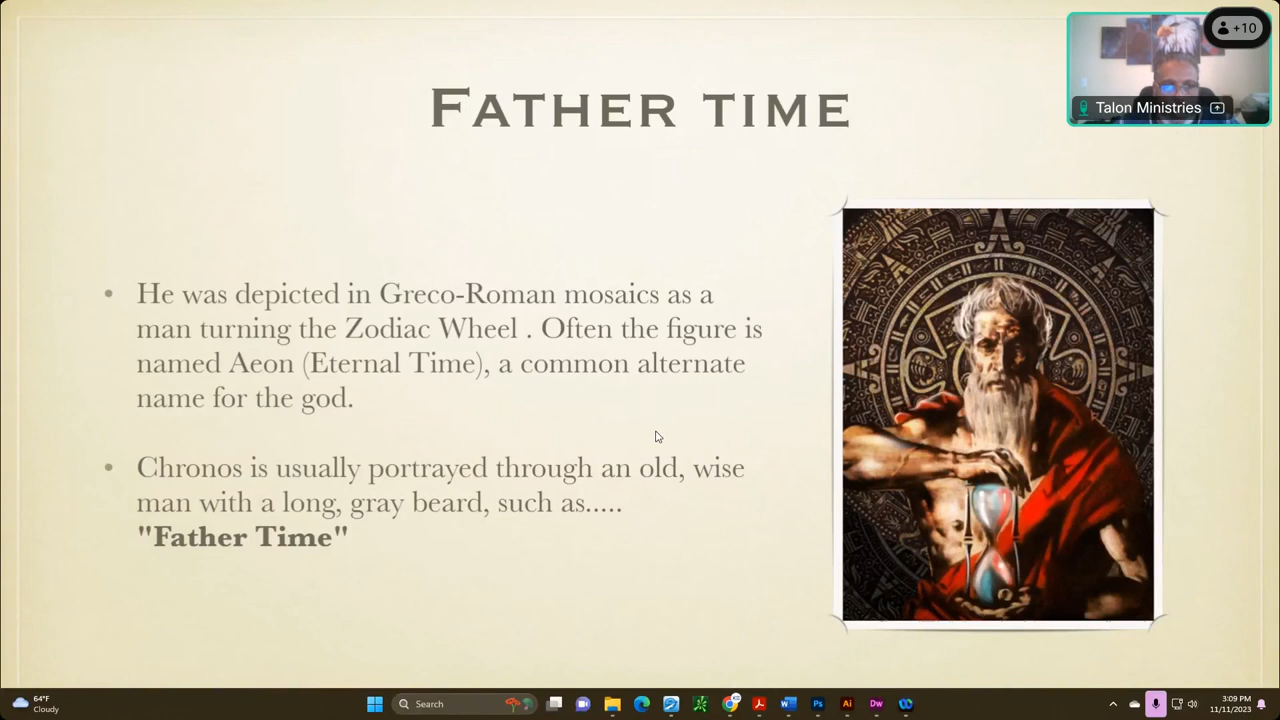 +10
Talon Ministries
FATHER TIME
• He was depicted in Greco-Roman mosaics as a
man turning the Zodiac Wheel . Often the figure is
named Aeon (Eternal Time), a common alternate
name for the god.
• Chronos is usually portrayed through an old, wise
man with a long, gray beard, such as.....
"Father Time"
64°F
Cloudy
Search
W
Ps
Ai
Dw
3:09 PM
11/11/2023